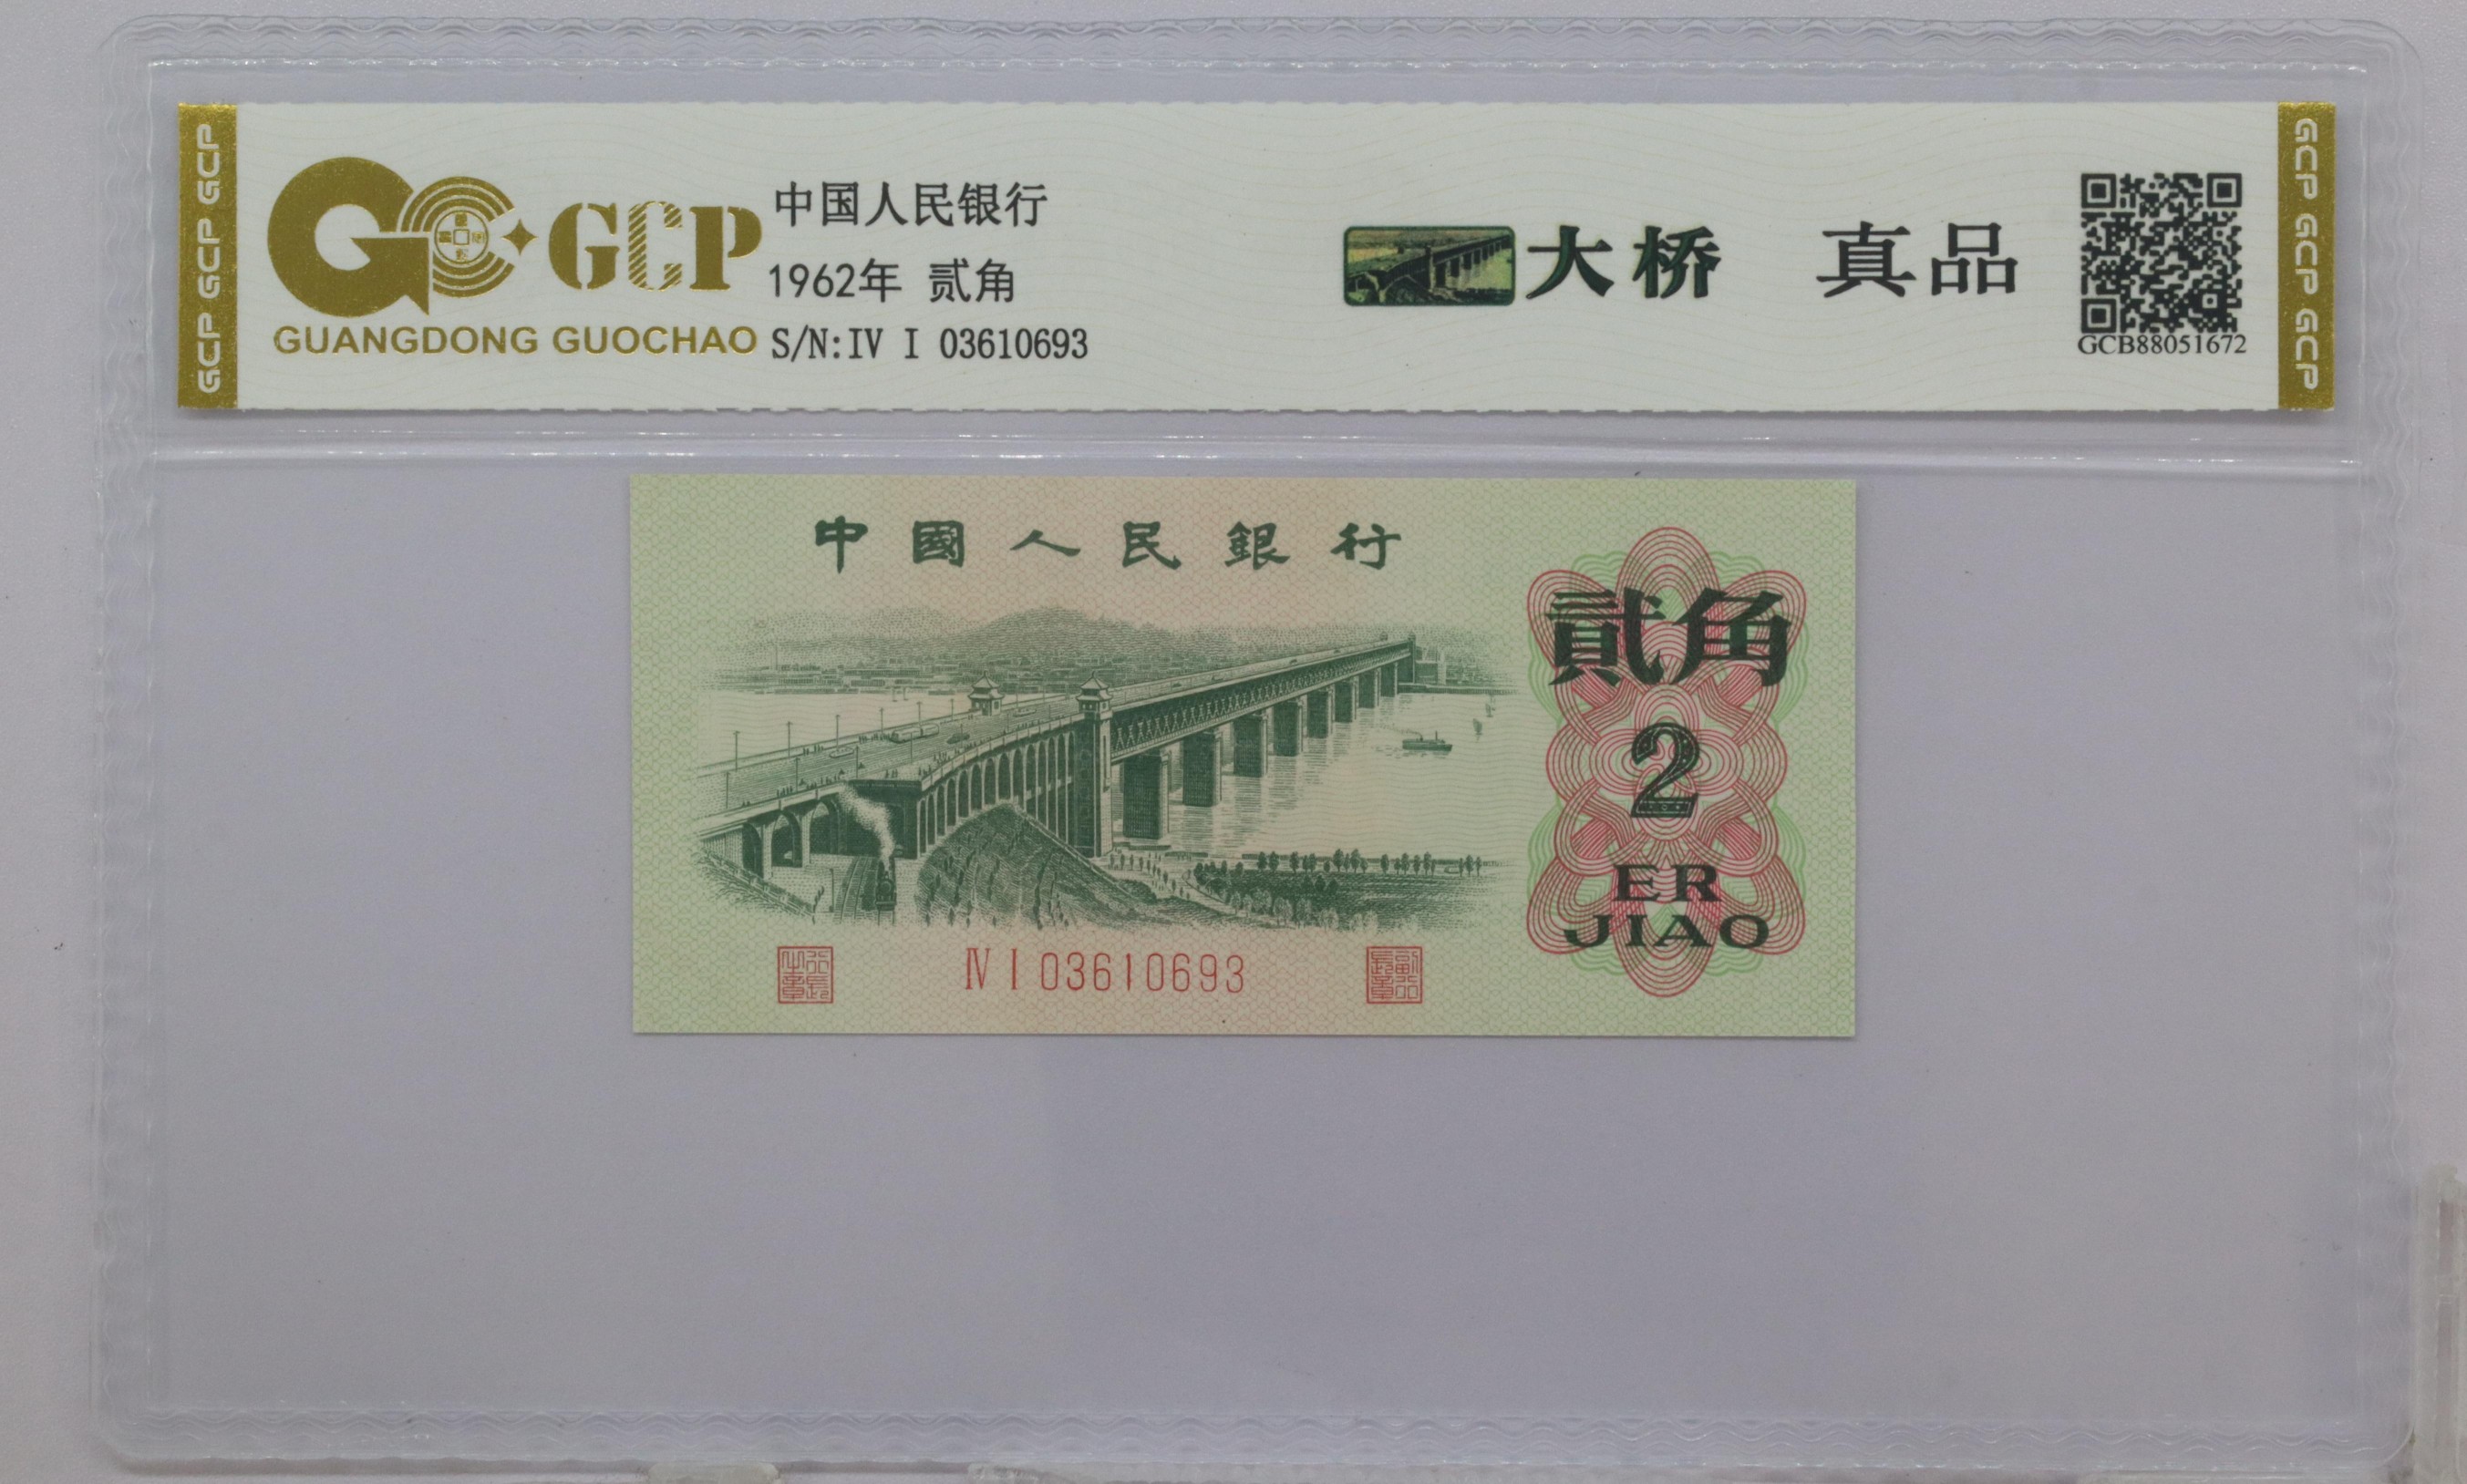 GCP GCP GCP
GCP
GUANGDONG GUOCHAO
中国人民银行
1962年 贰角
S/N:IV I 03610693
大桥 真品
GCB88051672
GCP GCP GCP
中國人民銀行
貳角
2
ER
JIAO
IV I 03610693